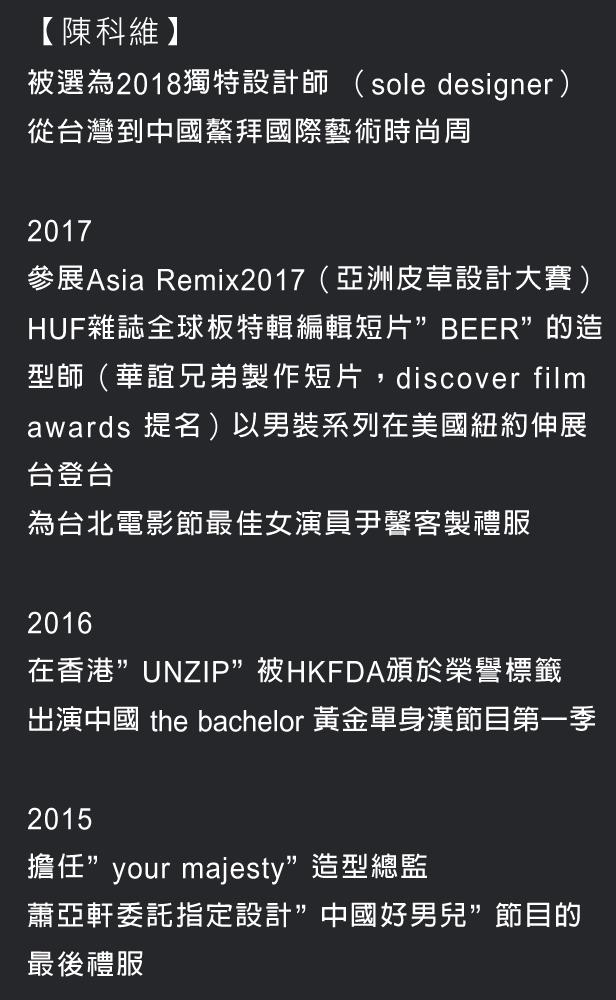 【陳科維】
被選為2018獨特設計師 （sole designer）
從台灣到中國鰲拜國際藝術時尚周
2017
參展Asia Remix2017（亞洲皮草設計大賽）
HUF雜誌全球板特輯編輯短片” BEER” 的造
型師（華誼兄弟製作短片，discover film
awards 提名）以男裝系列在美國紐約伸展
台登台
為台北電影節最佳女演員尹馨客製禮服
2016
在香港” UNZIP” 被HKFDA頒於榮譽標籤
出演中國 the bachelor 黃金單身漢節目第一季
2015
擔任” your majesty” 造型總監
蕭亞軒委託指定設計” 中國好男兒” 節目的
最後禮服